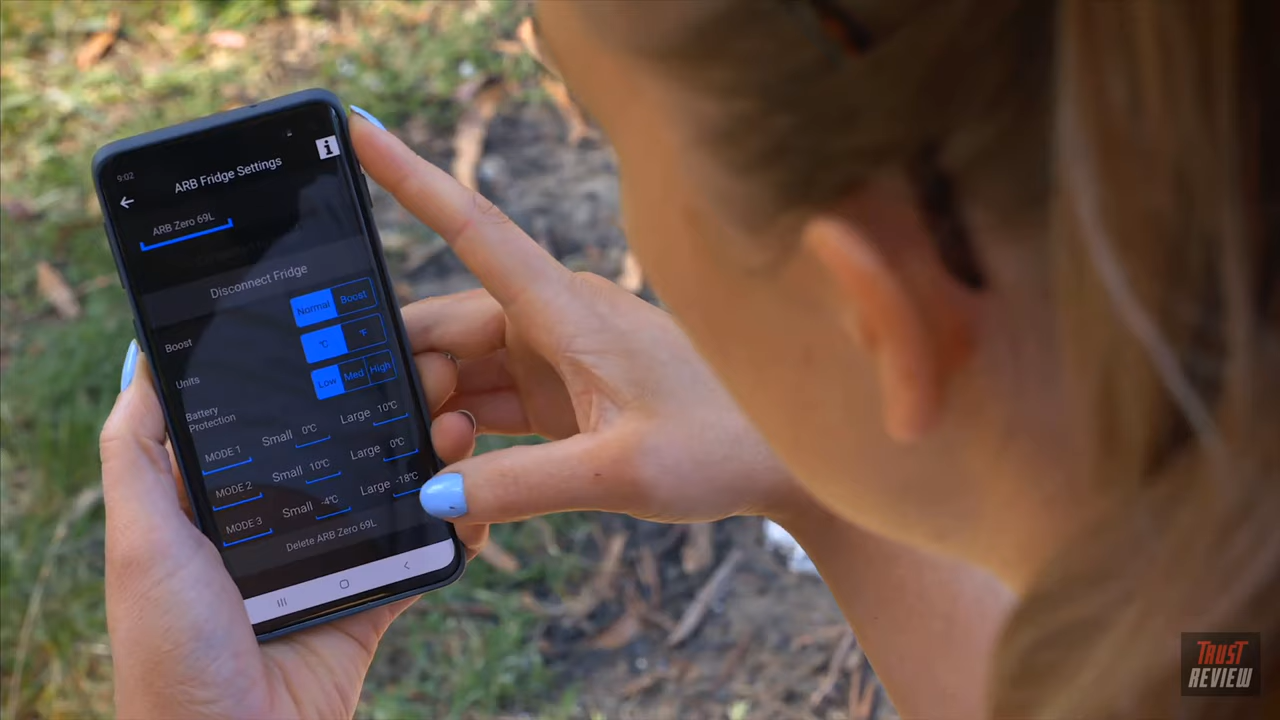 9:02
ARB Fridge Settings
ARB Zero 69L
Disconnect Fridge
Boost Normal Boost
Units °C °F
Battery Protection Low Med High
MODE 1 Small 0°C Large 10°C
MODE 2 Small 10°C Large 0°C
MODE 3 Small -4°C Large -18°C
Delete ARB Zero 69L
TRUST
REVIEW